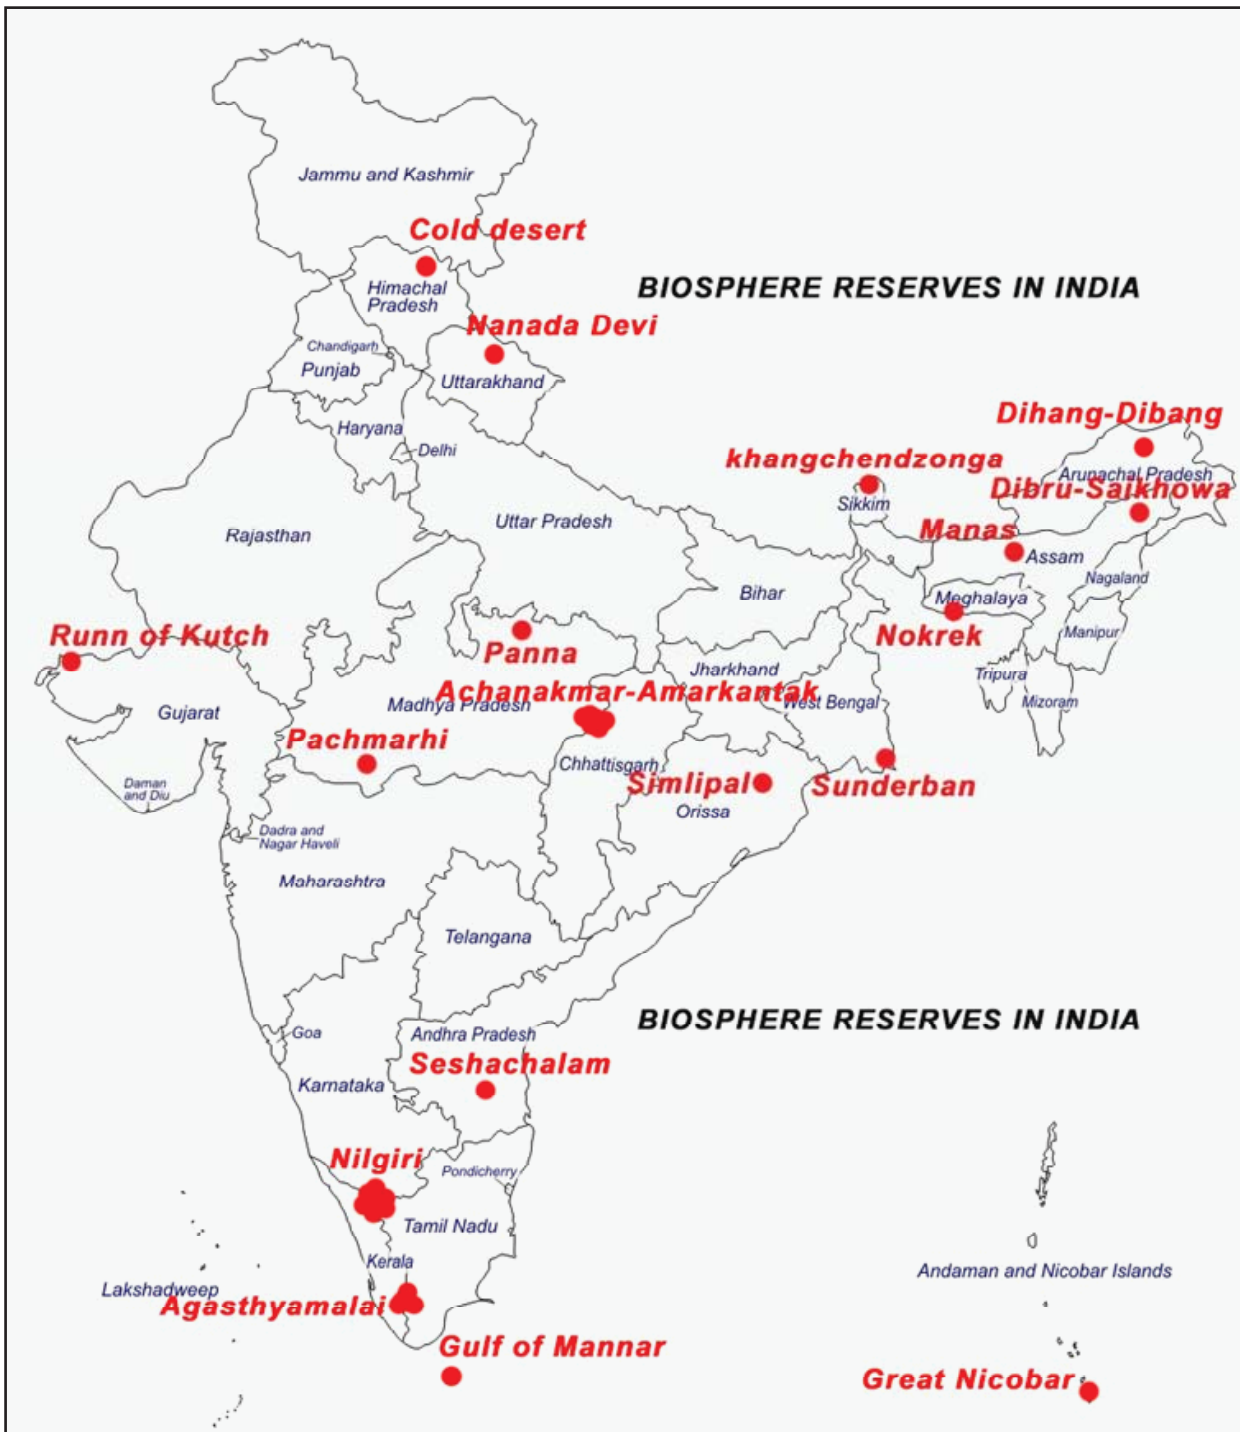 Jammu and Kashmir
Cold desert
BIOSPHERE RESERVES IN INDIA
Himachal
Pradesh
Nanada Devi
Chandigarh
Punjab
Uttarakhand
Dihang-Dibang
Haryana
Delhi
khangchendzonga
Arunachal Pradesh
Dibru-Saikhowa
Sikkim
Uttar Pradesh
Rajasthan
Manas
Assam
Nagaland
Bihar
Meghalaya
Runn of Kutch
Nokrek
Manipur
Panna
Jharkhand
Tripura
Achanakmar-Amarkantak
Madhya Pradesh
West Bengal
Mizoram
Gujarat
Pachmarhi
Chhattisgarh
Simlipal
Sunderban
Daman
and Diu
Orissa
Dadra and
Nagar Haveli
Maharashtra
Telangana
BIOSPHERE RESERVES IN INDIA
Goa
Andhra Pradesh
Seshachalam
Karnataka
Nilgiri
Pondicherry
Tamil Nadu
Kerala
Andaman and Nicobar Islands
Lakshadweep
Agasthyamalai
Gulf of Mannar
Great Nicobar